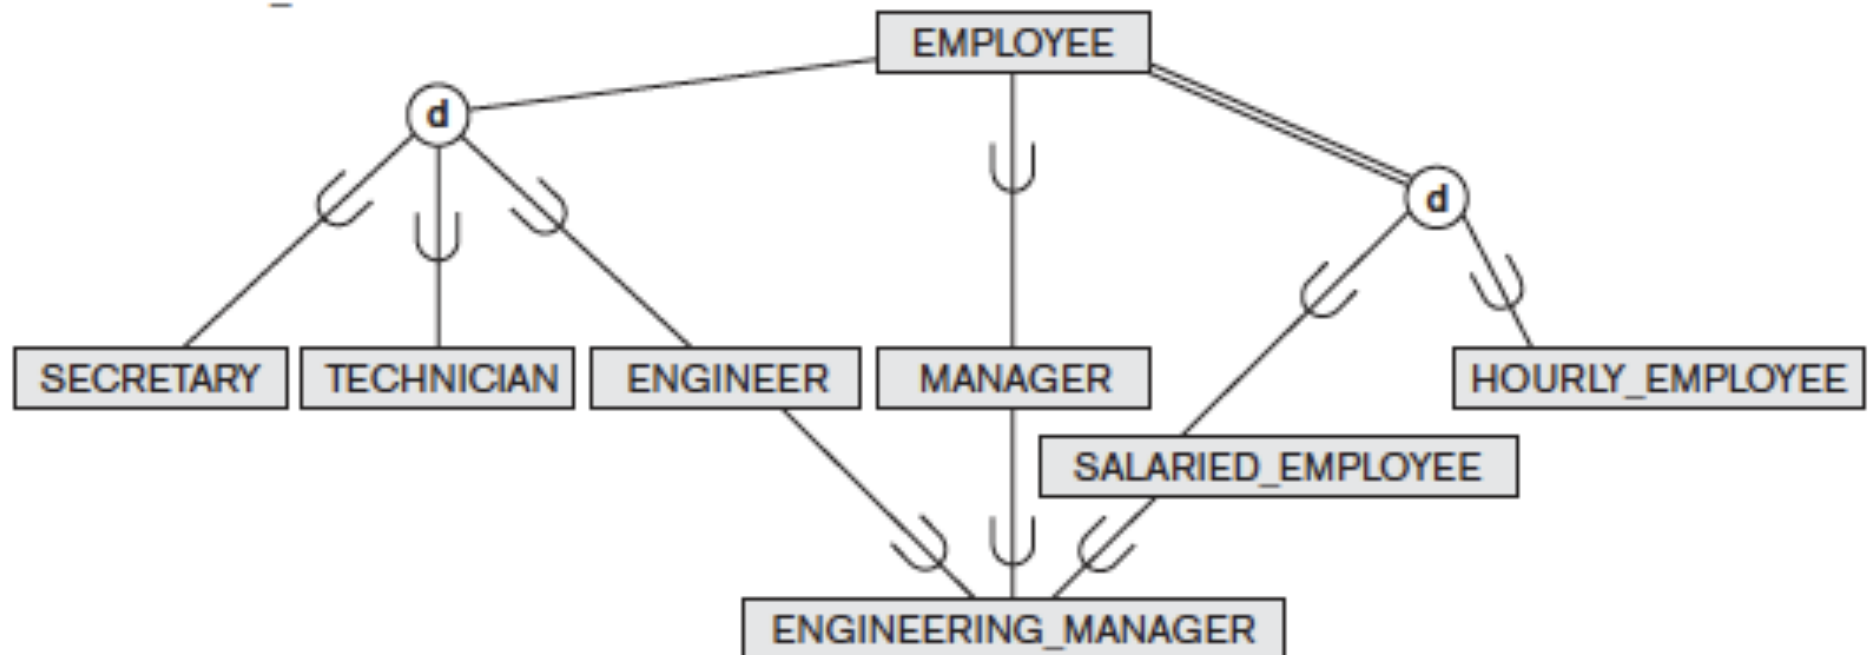 EMPLOYEE
d
d
SECRETARY
TECHNICIAN
ENGINEER
MANAGER
HOURLY_EMPLOYEE
SALARIED_EMPLOYEE
ENGINEERING_MANAGER